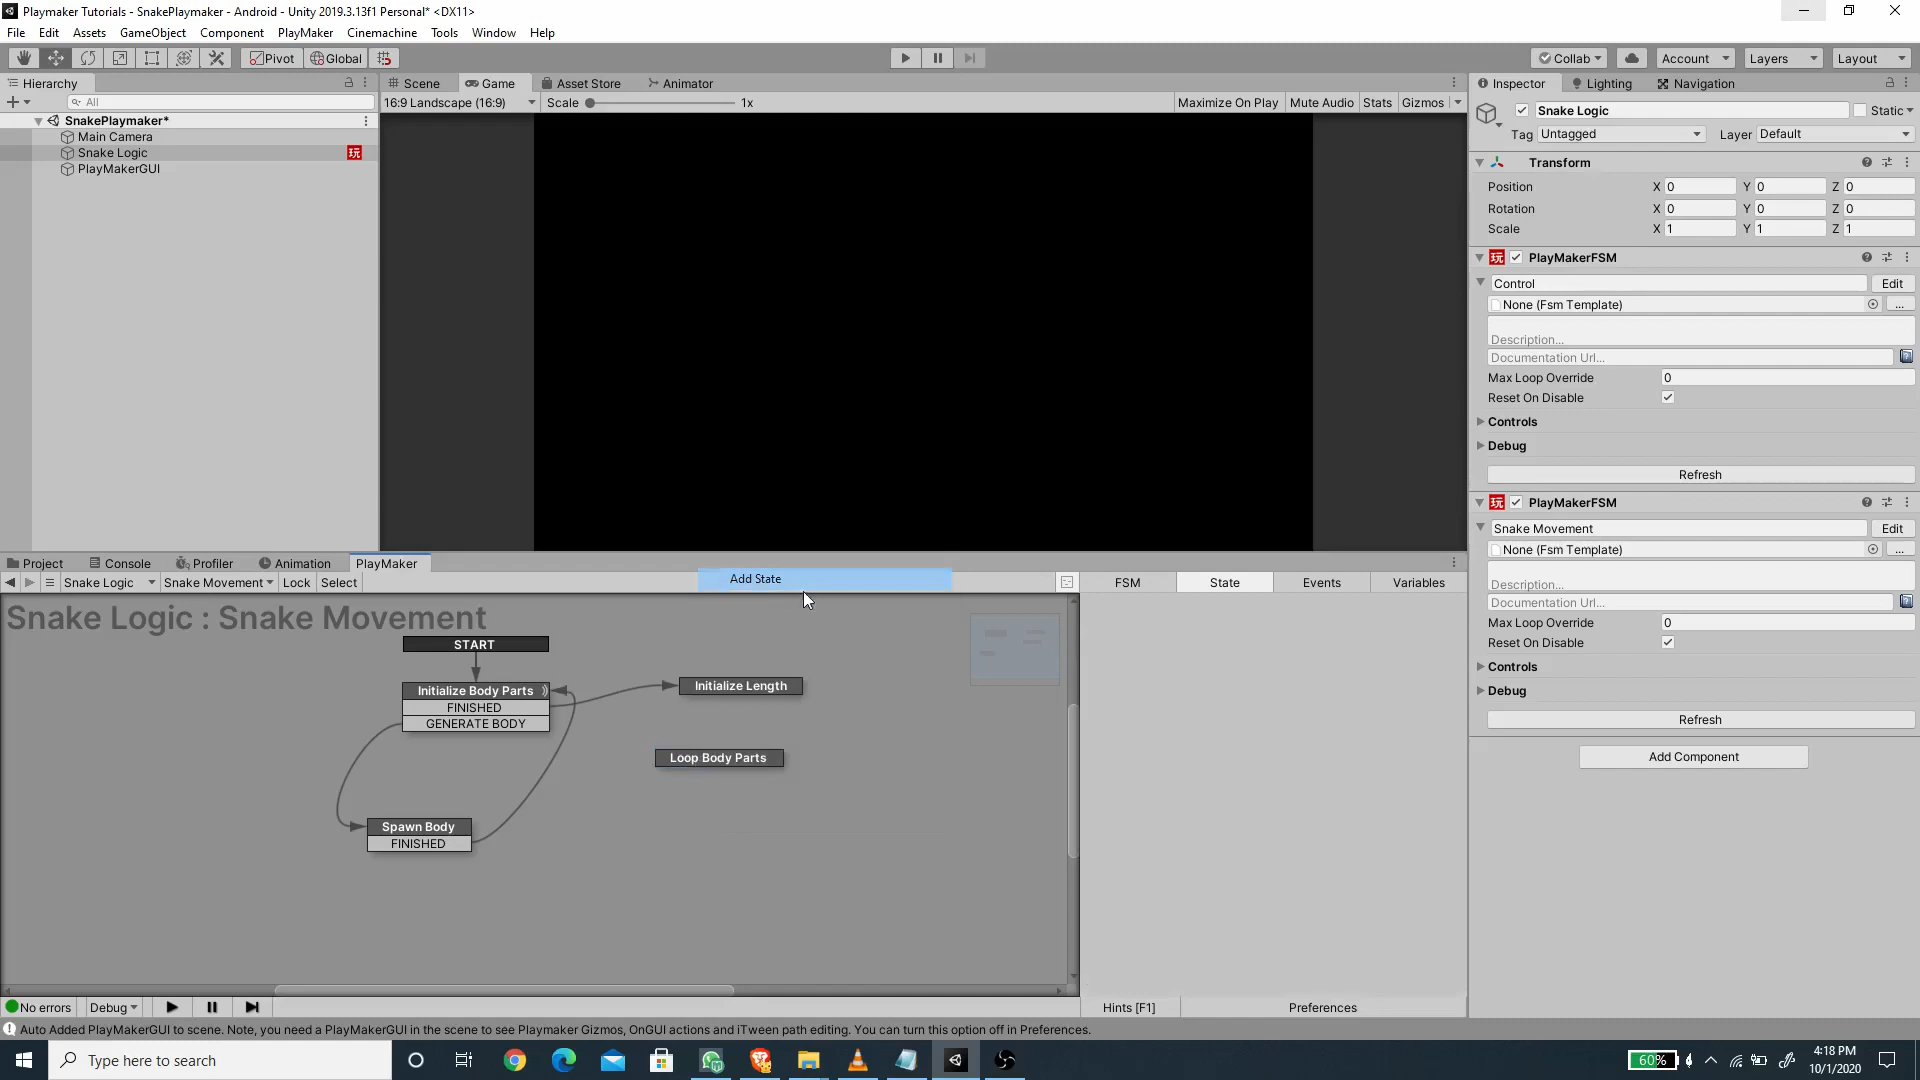 Playmaker Tutorials - SnakePlaymaker - Android - Unity 2019.3.13f1 Personal* <DX11>
File Edit Assets GameObject Component PlayMaker Cinemachine Tools Window Help
Pivot Global Collab Account Layers Layout
Hierarchy Scene Game Asset Store Animator Inspector Lighting Navigation
All 16:9 Landscape (16:9) Scale 1x Maximize On Play Mute Audio Stats Gizmos
SnakePlaymaker*
Main Camera
Snake Logic 玩
PlayMakerGUI
Snake Logic Static
Tag Untagged Layer Default
Transform
Position X 0 Y 0 Z 0
Rotation X 0 Y 0 Z 0
Scale X 1 Y 1 Z 1
玩 PlayMakerFSM
Control Edit
None (Fsm Template) ...
Description...
Documentation Url...
Max Loop Override 0
Reset On Disable
Controls
Debug
Refresh
玩 PlayMakerFSM
Snake Movement Edit
None (Fsm Template) ...
Description...
Documentation Url...
Max Loop Override 0
Reset On Disable
Controls
Debug
Refresh
Add Component
Project Console Profiler Animation PlayMaker
Snake Logic Snake Movement Lock Select Add State FSM State Events Variables
Snake Logic : Snake Movement
START
Initialize Body Parts
FINISHED
GENERATE BODY
Initialize Length
Loop Body Parts
Spawn Body
FINISHED
No errors Debug Hints [F1] Preferences
Auto Added PlayMakerGUI to scene. Note, you need a PlayMakerGUI in the scene to see Playmaker Gizmos, OnGUI actions and iTween path editing. You can turn this option off in Preferences.
Type here to search
60%
4:18 PM
10/1/2020